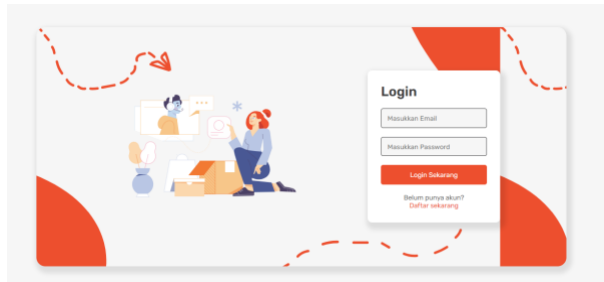 Login
Masukkan Email
Masukkan Password
Login Sekarang
Belum punya akun?
Daftar sekarang